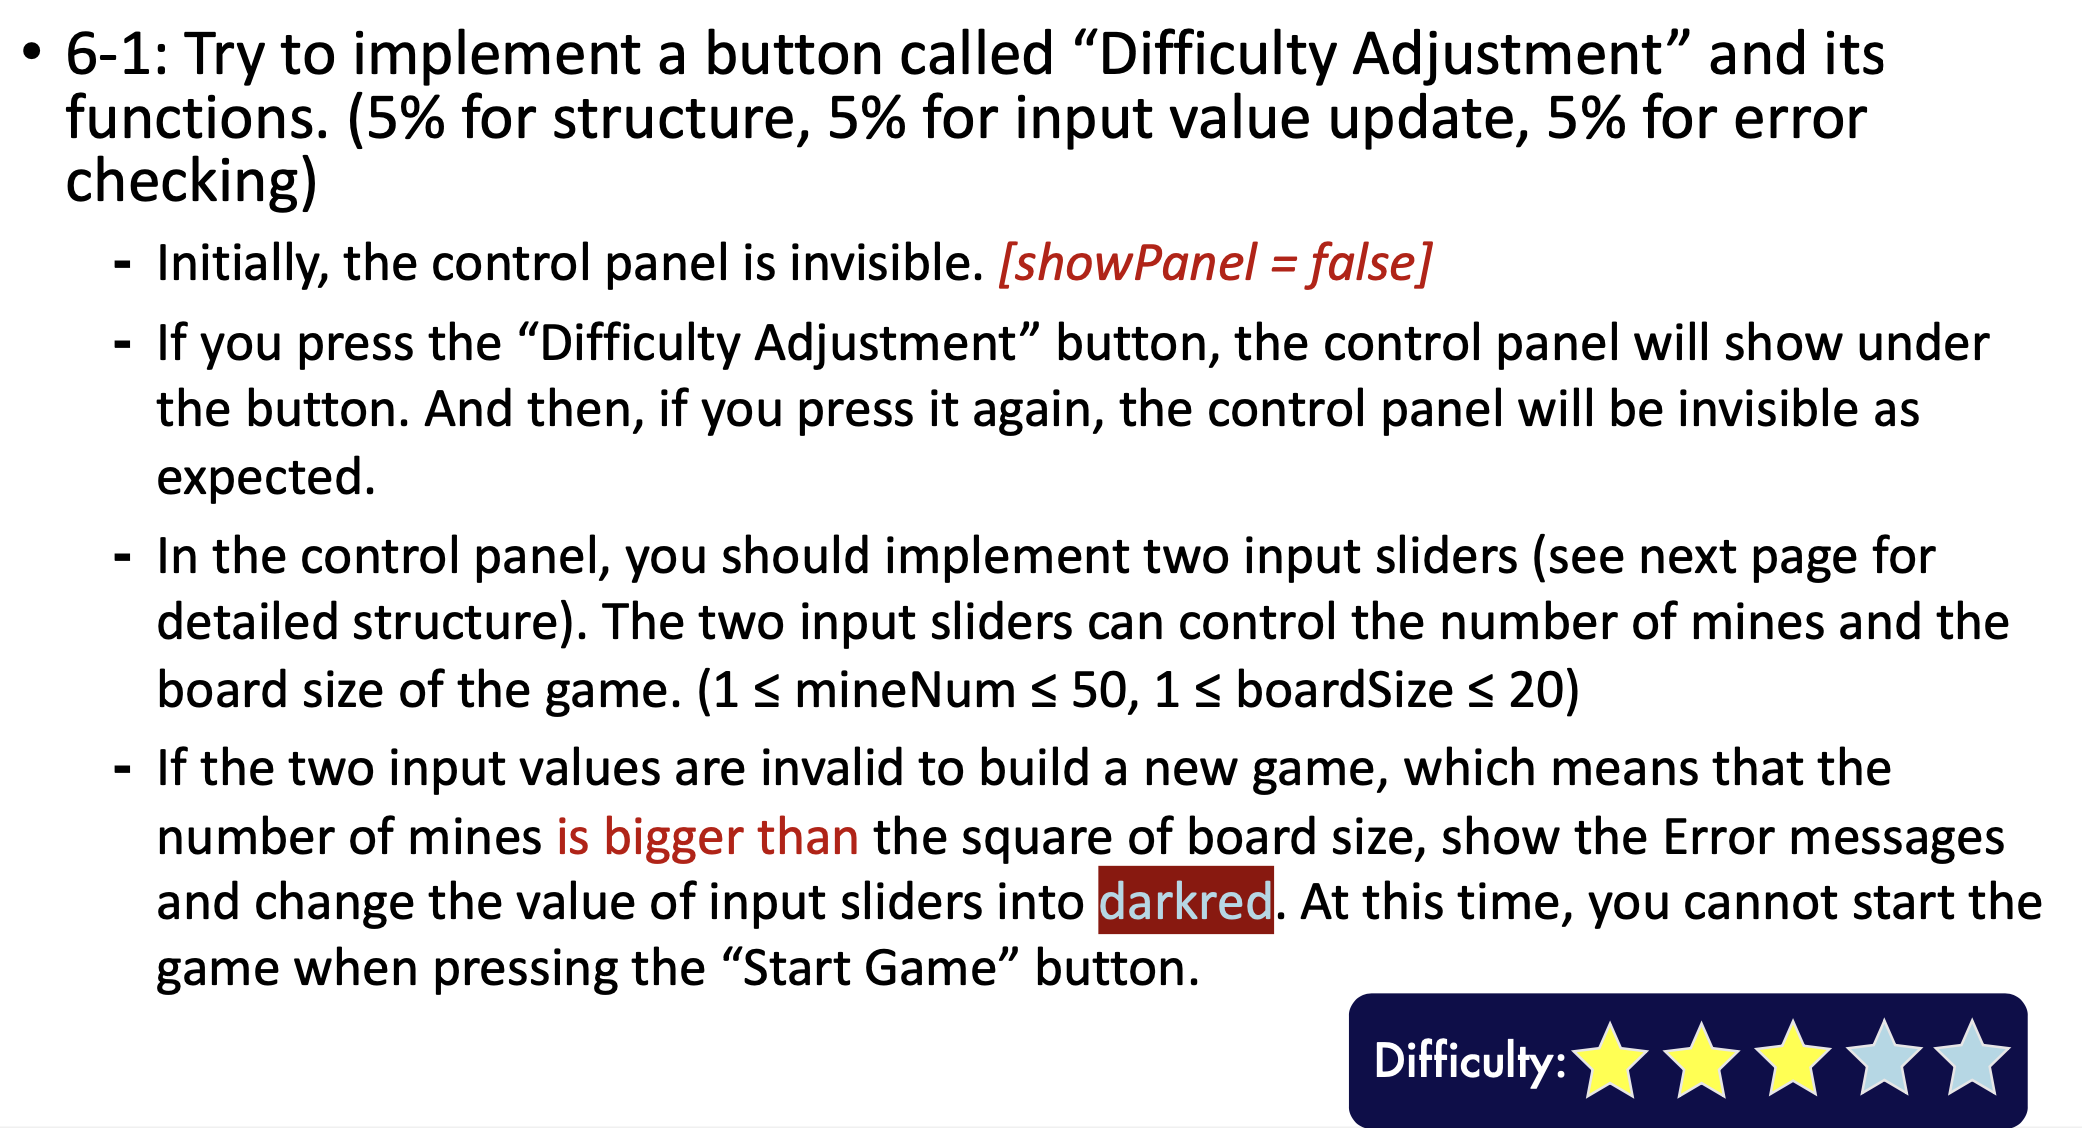 • 6-1: Try to implement a button called “Difficulty Adjustment” and its
functions. (5% for structure, 5% for input value update, 5% for error
checking)
- Initially, the control panel is invisible. [showPanel = false]
- If you press the “Difficulty Adjustment” button, the control panel will show under
the button. And then, if you press it again, the control panel will be invisible as
expected.
- In the control panel, you should implement two input sliders (see next page for
detailed structure). The two input sliders can control the number of mines and the
board size of the game. (1 ≤ mineNum ≤ 50, 1 ≤ boardSize ≤ 20)
- If the two input values are invalid to build a new game, which means that the
number of mines is bigger than the square of board size, show the Error messages
and change the value of input sliders into darkred. At this time, you cannot start the
game when pressing the “Start Game” button.
Difficulty: